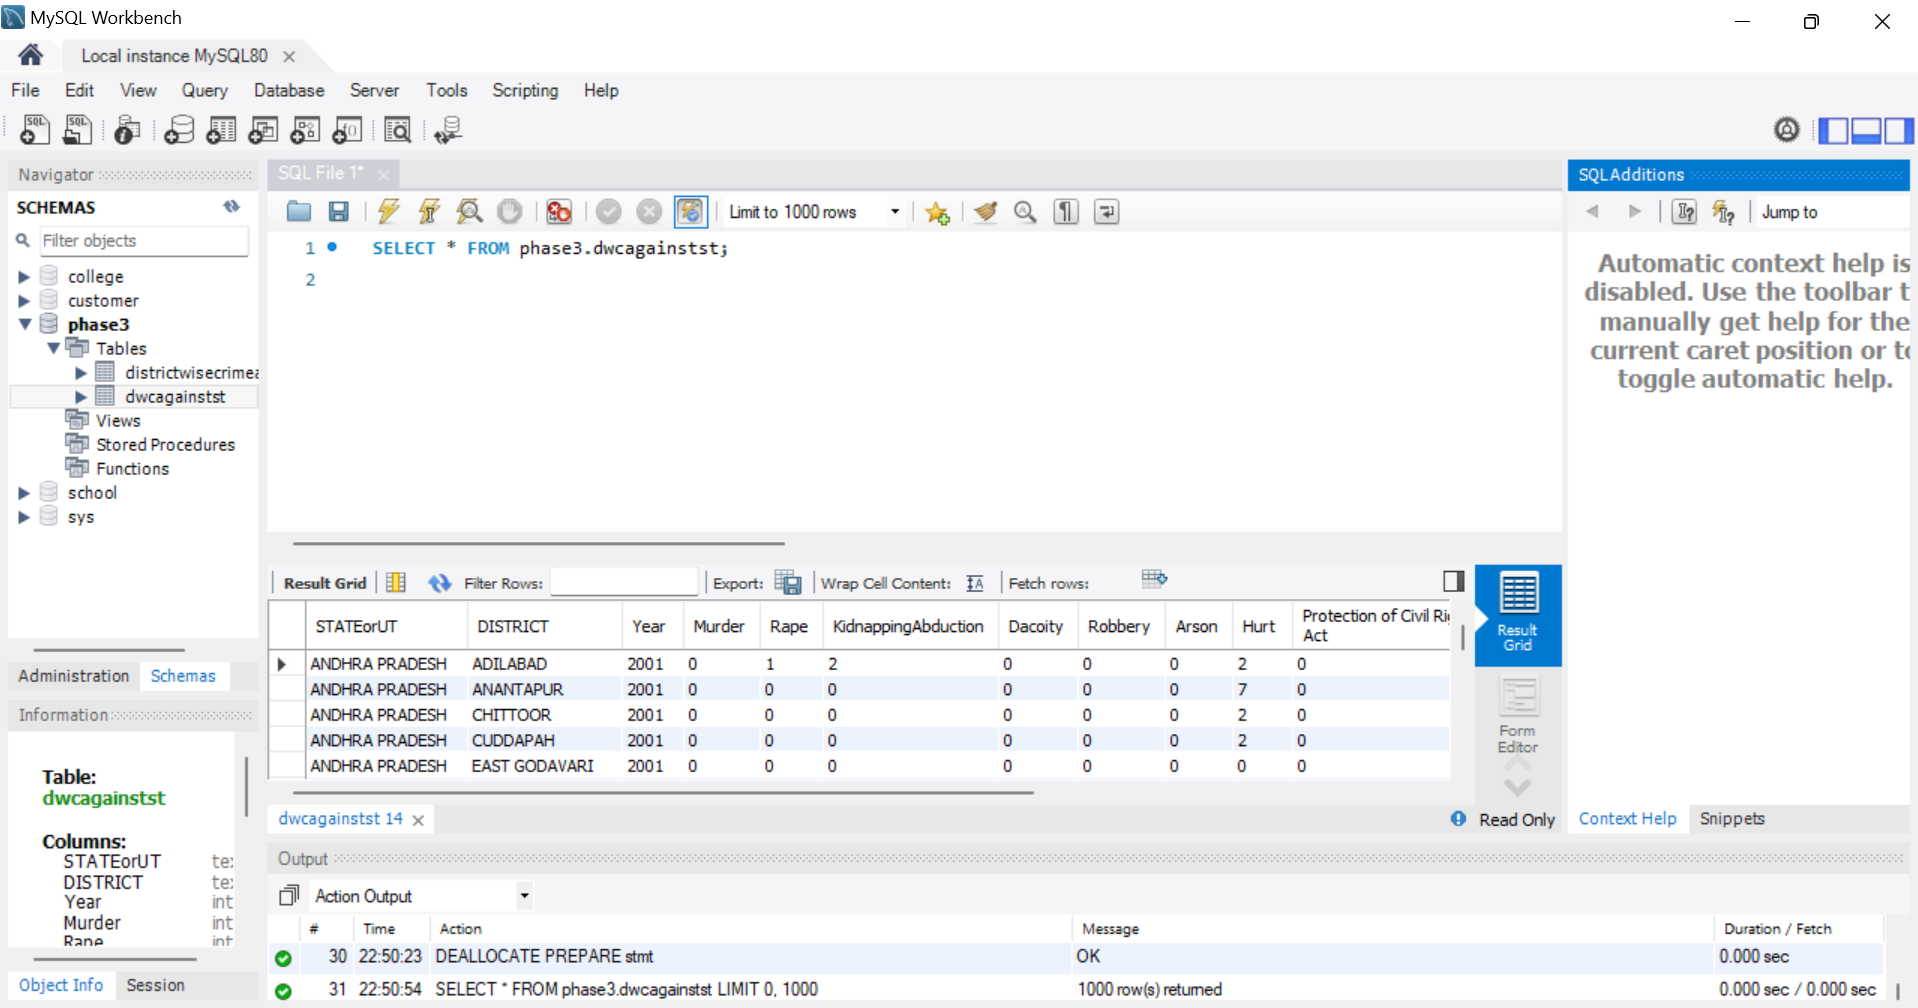 MySQL Workbench
Local instance MySQL80
File Edit View Query Database Server Tools Scripting Help
Navigator
SCHEMAS
Filter objects
college
customer
phase3
Tables
districtwisecrimea
dwcagainstst
Views
Stored Procedures
Functions
school
sys
Administration Schemas
Information
Table:
dwcagainstst
Columns:
STATEorUT te
DISTRICT te
Year int
Murder int
Rape int
Object Info Session
SQL File 1*
Limit to 1000 rows
1 SELECT * FROM phase3.dwcagainstst;
2
Result Grid Filter Rows: Export: Wrap Cell Content: Fetch rows:
STATEorUT DISTRICT Year Murder Rape KidnappingAbduction Dacoity Robbery Arson Hurt Protection of Civil Ri
Act
ANDHRA PRADESH ADILABAD 2001 0 1 2 0 0 0 2 0
ANDHRA PRADESH ANANTAPUR 2001 0 0 0 0 0 0 7 0
ANDHRA PRADESH CHITTOOR 2001 0 0 0 0 0 0 2 0
ANDHRA PRADESH CUDDAPAH 2001 0 0 0 0 0 0 2 0
ANDHRA PRADESH EAST GODAVARI 2001 0 0 0 0 0 0 0 0
Result
Grid
Form
Editor
dwcagainstst 14
Read Only
SQLAdditions
Jump to
Automatic context help is
disabled. Use the toolbar t
manually get help for the
current caret position or to
toggle automatic help.
Context Help Snippets
Output
Action Output
# Time Action Message Duration / Fetch
30 22:50:23 DEALLOCATE PREPARE stmt OK 0.000 sec
31 22:50:54 SELECT * FROM phase3.dwcagainstst LIMIT 0, 1000 1000 row(s) returned 0.000 sec / 0.000 sec